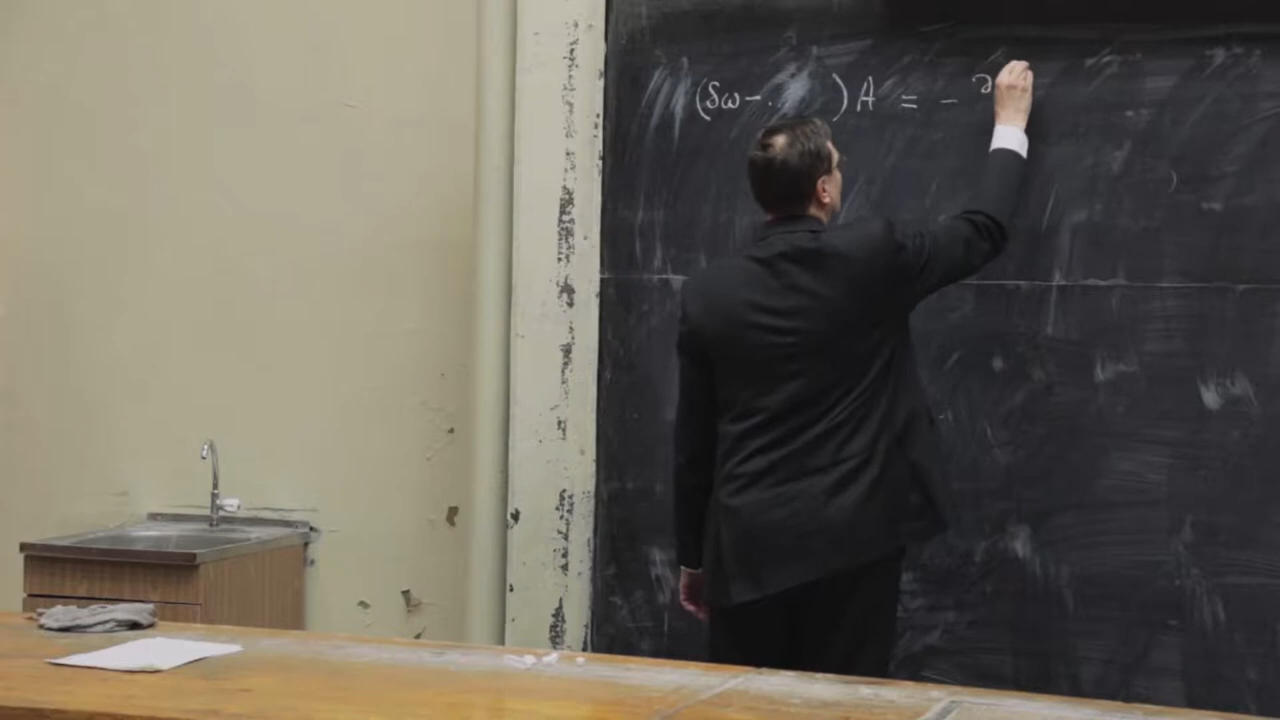 (δω - . ) A = - ∂